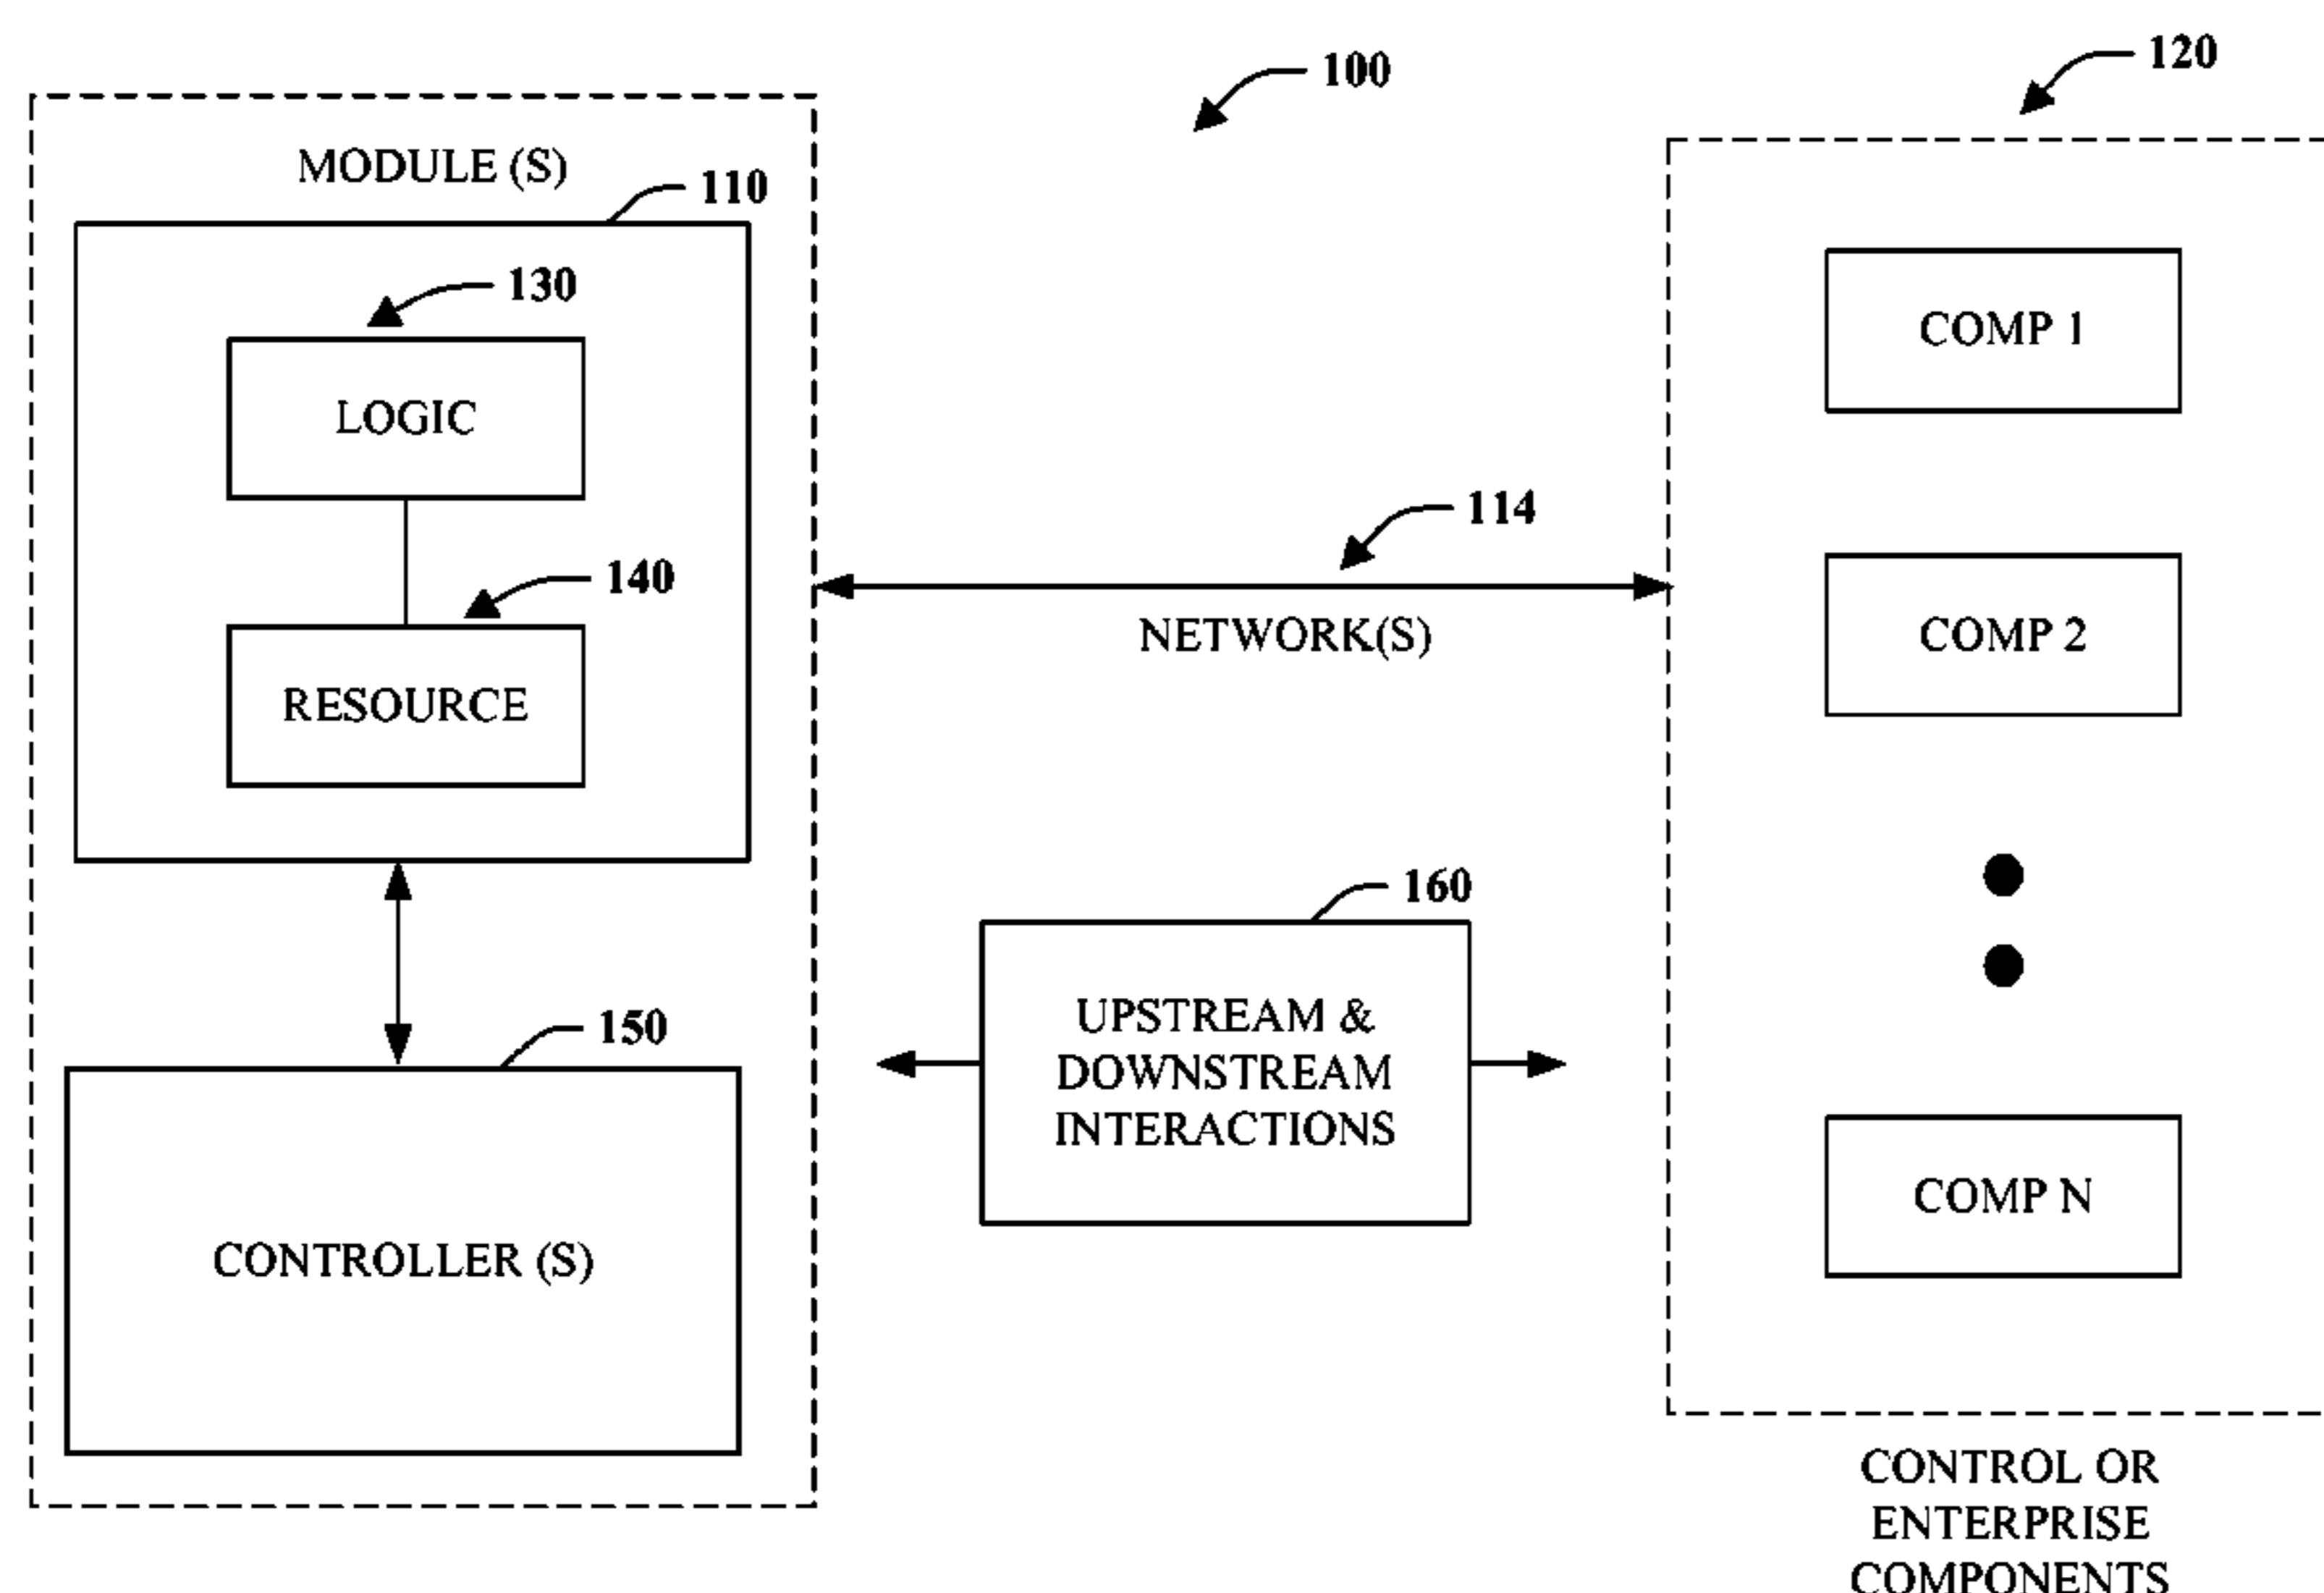 100
120
MODULE (S)
110
130
LOGIC
COMP 1
114
140
NETWORK(S)
COMP 2
RESOURCE
160
150
UPSTREAM &
DOWNSTREAM
INTERACTIONS
COMP N
CONTROLLER (S)
CONTROL OR
ENTERPRISE
COMPONENTS